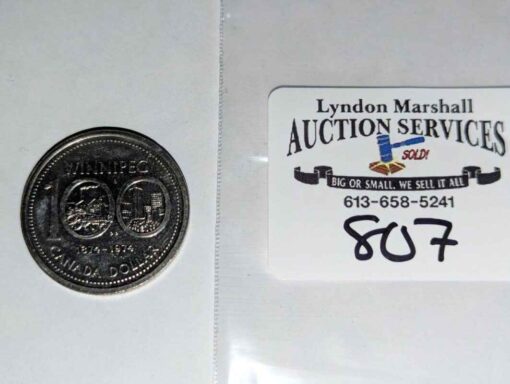 WINNIPEG
100
1874-1974
CANADA DOLLAR
Lyndon Marshall
AUCTION SERVICES
SOLD!
BIG OR SMALL, WE SELL IT ALL
613-658-5241
807